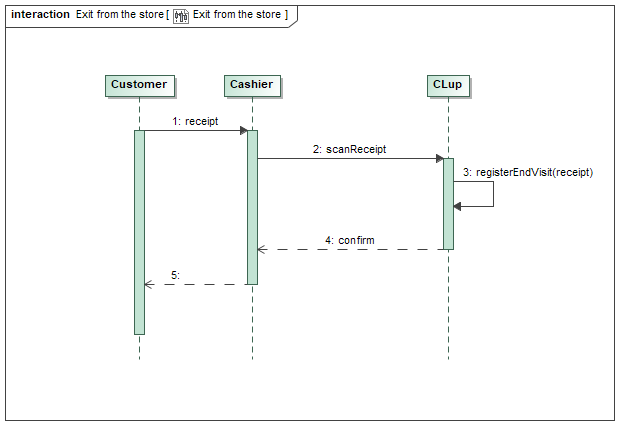 interaction Exit from the store [ Exit from the store ]
Customer Cashier CLup
1: receipt
2: scanReceipt
3: registerEndVisit(receipt)
4: confirm
5: